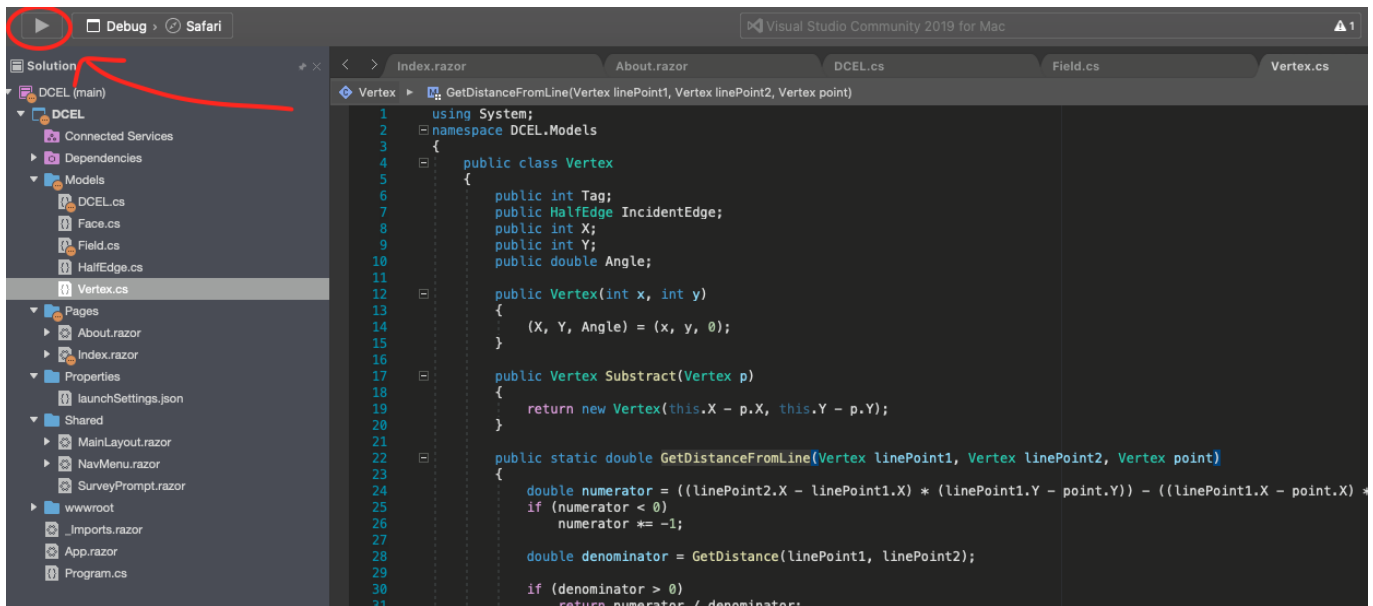 Debug › Safari
Visual Studio Community 2019 for Mac
1
Solution
Index.razor
About.razor
DCEL.cs
Field.cs
Vertex.cs
DCEL (main)
DCEL
Connected Services
Dependencies
Models
DCEL.cs
Face.cs
Field.cs
HalfEdge.cs
Vertex.cs
Pages
About.razor
Index.razor
Properties
launchSettings.json
Shared
MainLayout.razor
NavMenu.razor
SurveyPrompt.razor
wwwroot
_Imports.razor
App.razor
Program.cs
Vertex ▸ M GetDistanceFromLine(Vertex linePoint1, Vertex linePoint2, Vertex point)
1 using System;
2 namespace DCEL.Models
3 {
4 public class Vertex
5 {
6 public int Tag;
7 public HalfEdge IncidentEdge;
8 public int X;
9 public int Y;
10 public double Angle;
11
12 public Vertex(int x, int y)
13 {
14 (X, Y, Angle) = (x, y, 0);
15 }
16
17 public Vertex Substract(Vertex p)
18 {
19 return new Vertex(this.X - p.X, this.Y - p.Y);
20 }
21
22 public static double GetDistanceFromLine(Vertex linePoint1, Vertex linePoint2, Vertex point)
23 {
24 double numerator = ((linePoint2.X - linePoint1.X) * (linePoint1.Y - point.Y)) - ((linePoint1.X - point.X) *
25 if (numerator < 0)
26 numerator *= -1;
27
28 double denominator = GetDistance(linePoint1, linePoint2);
29
30 if (denominator > 0)
31 return numerator / denominator;